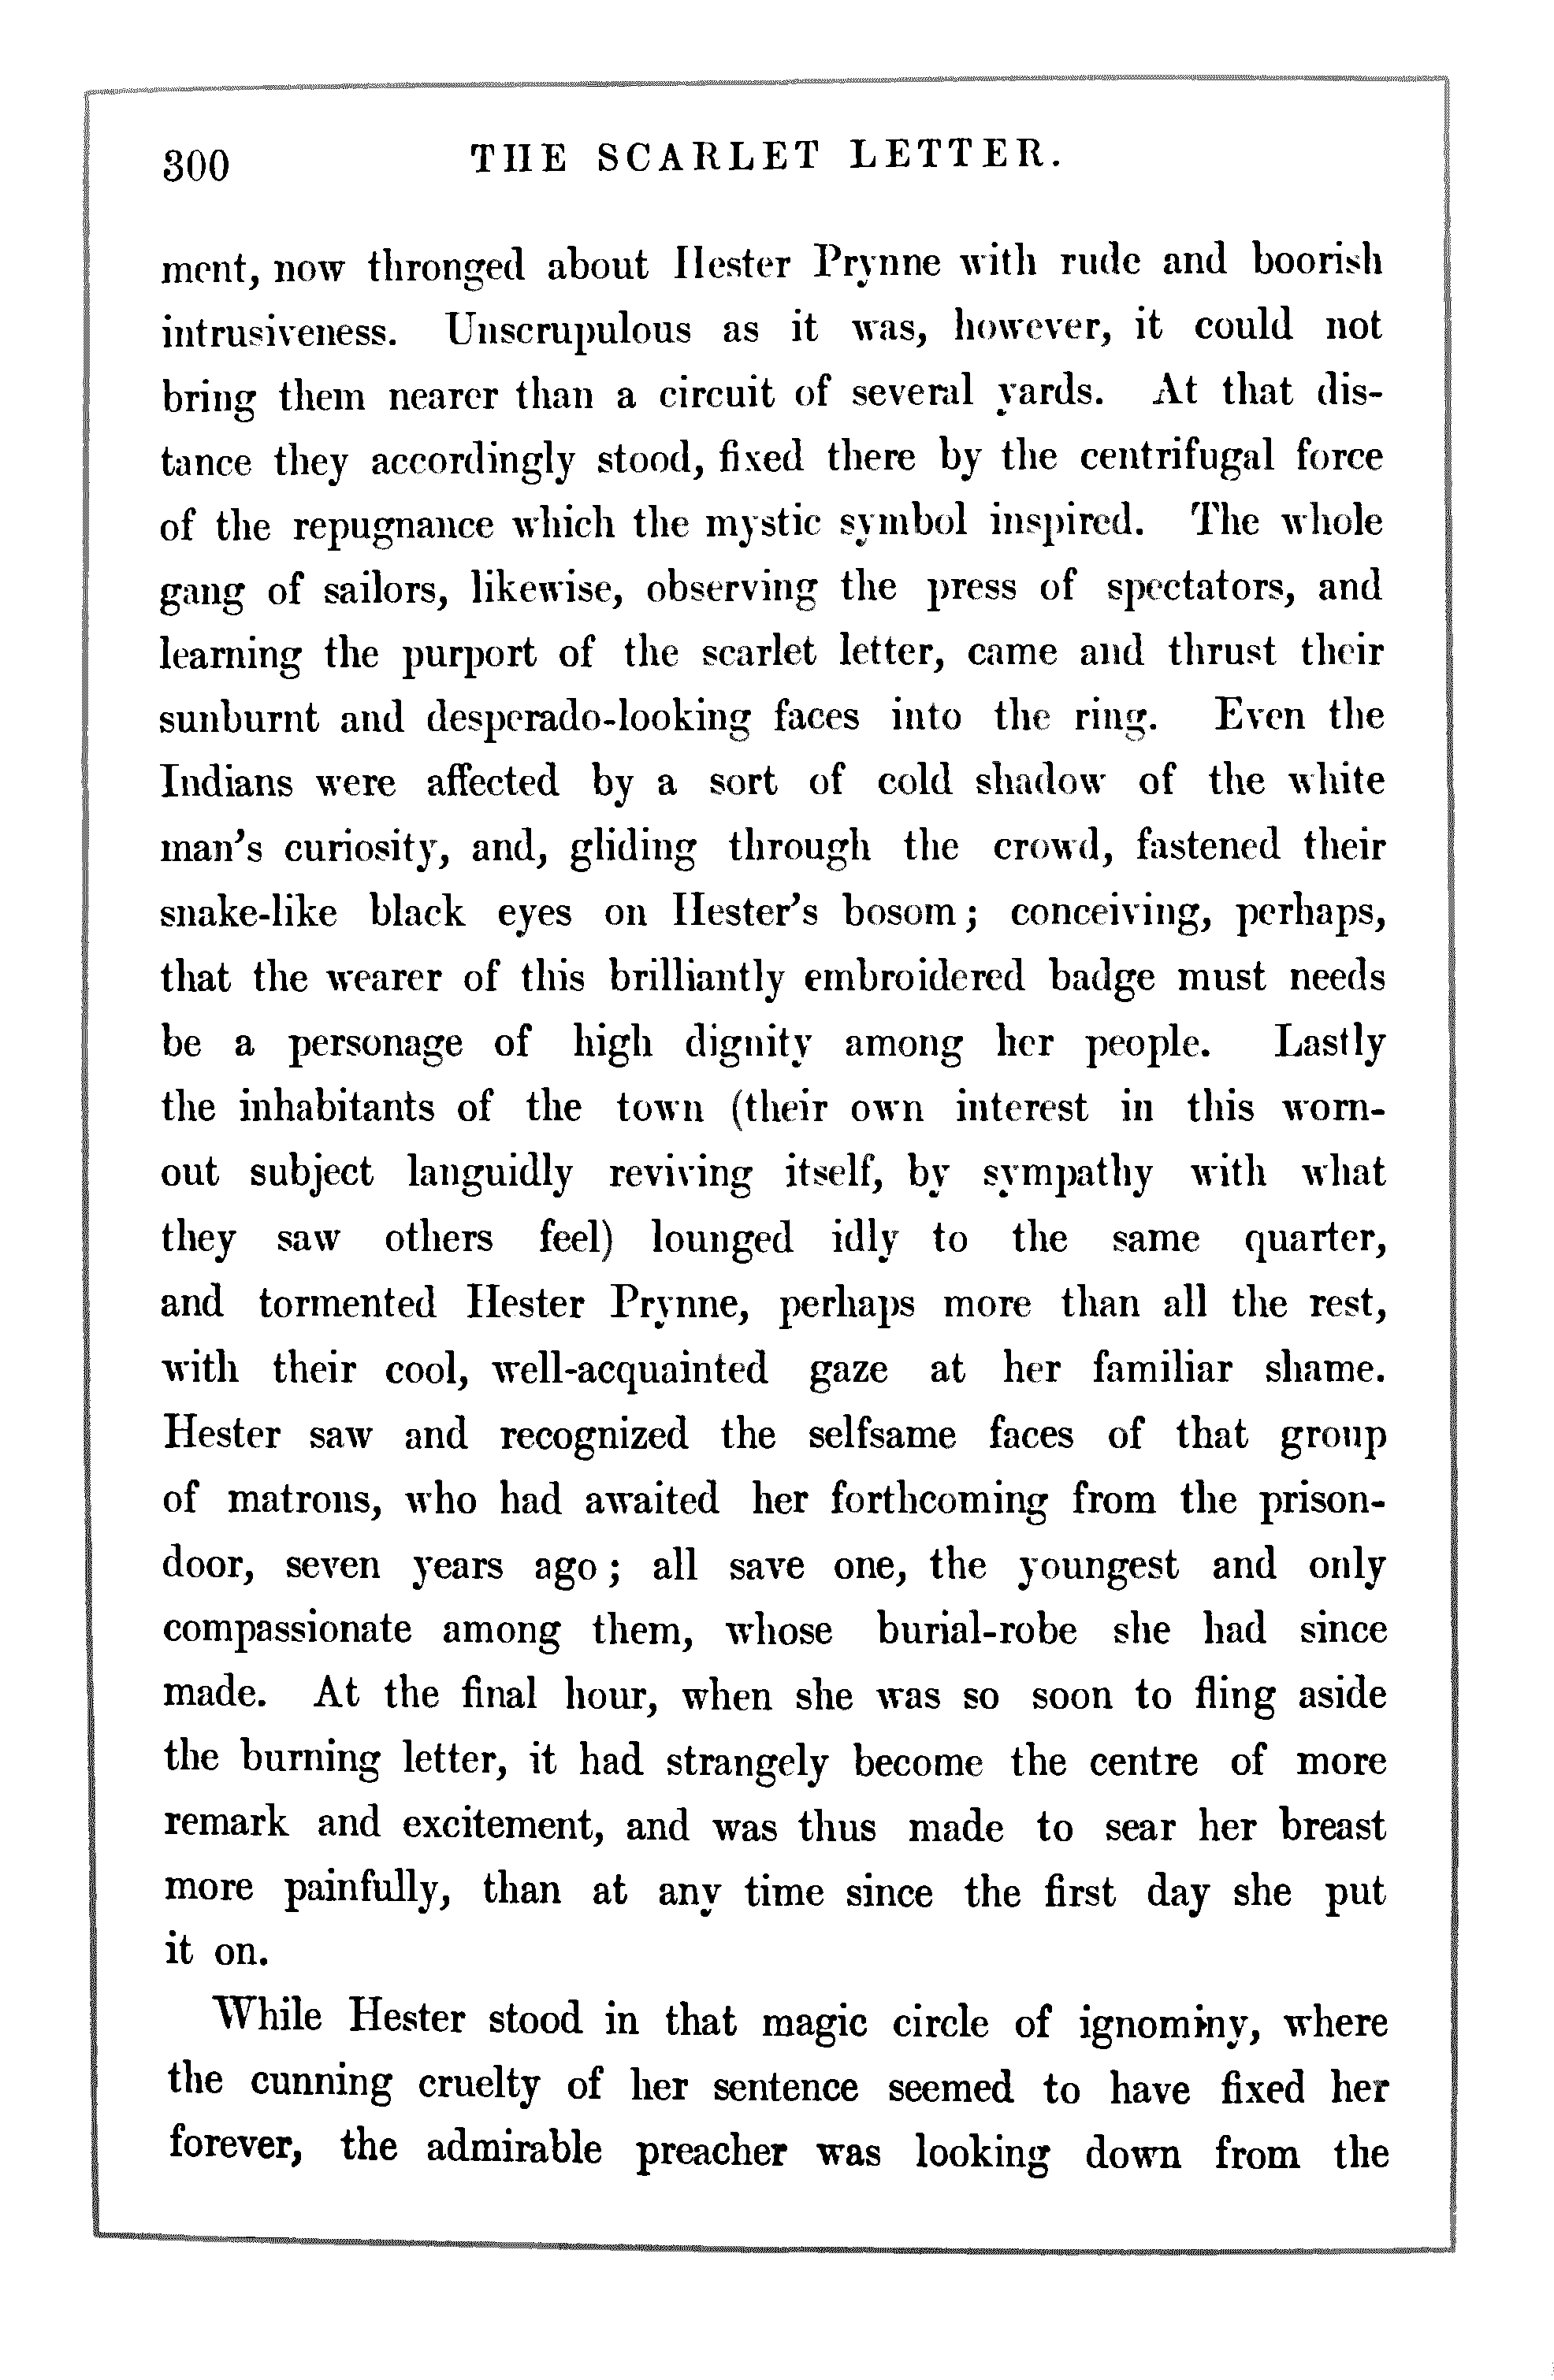 300 THE SCARLET LETTER.
ment, now thronged about Hester Prynne with rude and boorish
intrusiveness. Unscrupulous as it was, however, it could not
bring them nearer than a circuit of several yards. At that dis-
tance they accordingly stood, fixed there by the centrifugal force
of the repugnance which the mystic symbol inspired. The whole
gang of sailors, likewise, observing the press of spectators, and
learning the purport of the scarlet letter, came and thrust their
sunburnt and desperado-looking faces into the ring. Even the
Indians were affected by a sort of cold shadow of the white
man's curiosity, and, gliding through the crowd, fastened their
snake-like black eyes on Hester's bosom; conceiving, perhaps,
that the wearer of this brilliantly embroidered badge must needs
be a personage of high dignity among her people. Lastly
the inhabitants of the town (their own interest in this worn-
out subject languidly reviving itself, by sympathy with what
they saw others feel) lounged idly to the same quarter,
and tormented Hester Prynne, perhaps more than all the rest,
with their cool, well-acquainted gaze at her familiar shame.
Hester saw and recognized the selfsame faces of that group
of matrons, who had awaited her forthcoming from the prison-
door, seven years ago; all save one, the youngest and only
compassionate among them, whose burial-robe she had since
made. At the final hour, when she was so soon to fling aside
the burning letter, it had strangely become the centre of more
remark and excitement, and was thus made to sear her breast
more painfully, than at any time since the first day she put
it on.
While Hester stood in that magic circle of ignominy, where
the cunning cruelty of her sentence seemed to have fixed her
forever, the admirable preacher was looking down from the